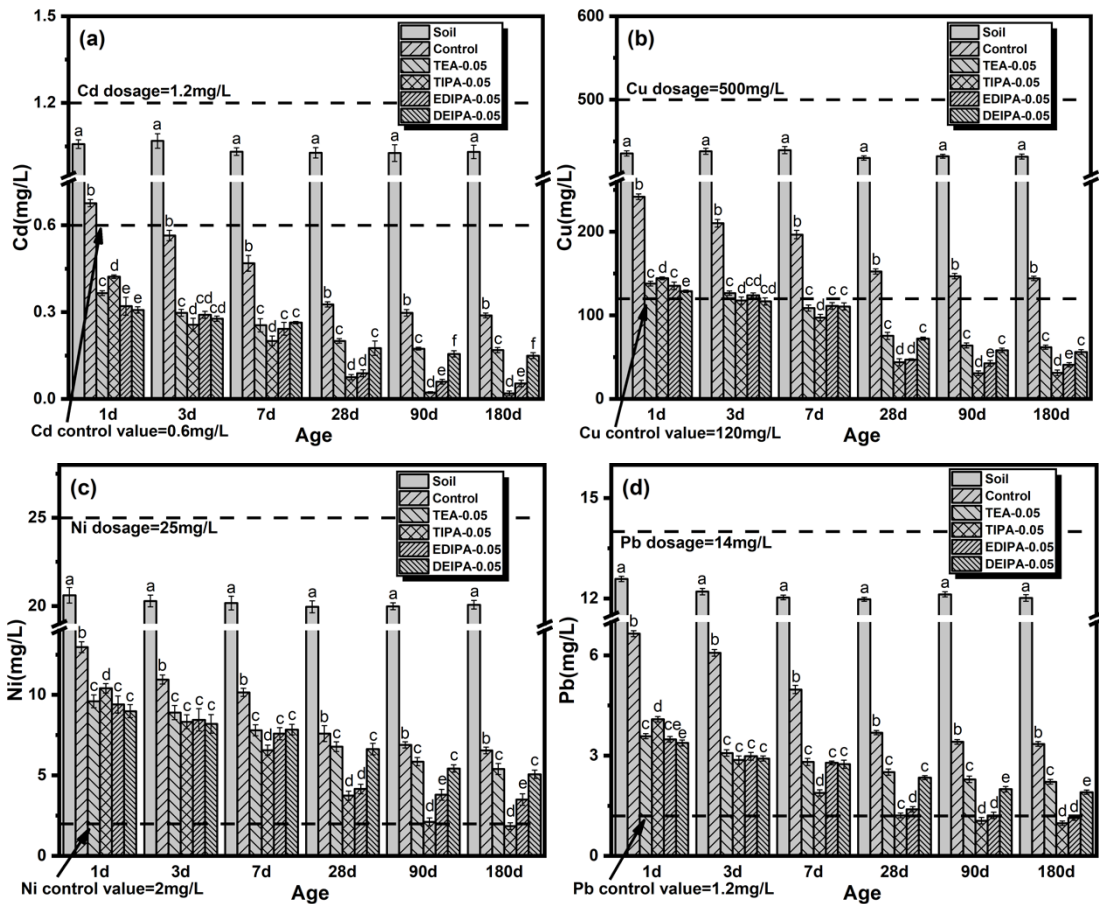 (a)
Soil
Control
TEA-0.05
TIPA-0.05
EDIPA-0.05
DEIPA-0.05
Cd dosage=1.2mg/L
1.5
1.2
0.6
0.3
0.0
Cd(mg/L)
a a a a a a
b b b b b b
c d e e
c d cd cd
c d c c
c d d c
c d e f
c d e f
1d 3d 7d 28d 90d 180d
Age
Cd control value=0.6mg/L
(b)
Soil
Control
TEA-0.05
TIPA-0.05
EDIPA-0.05
DEIPA-0.05
Cu dosage=500mg/L
600
500
200
100
0
Cu(mg/L)
a a a a a a
b b b b b b
c d c e
c d cd d
c d c c
c d d c
c d e c
c d e c
1d 3d 7d 28d 90d 180d
Age
Cu control value=120mg/L
(c)
Soil
Control
TEA-0.05
TIPA-0.05
EDIPA-0.05
DEIPA-0.05
Ni dosage=25mg/L
25
20
10
5
0
Ni(mg/L)
a a a a a a
b b b b b b
c d c c
c c c c
c d c c
c d d c
c d e c
c d e c
1d 3d 7d 28d 90d 180d
Age
Ni control value=2mg/L
(d)
Soil
Control
TEA-0.05
TIPA-0.05
EDIPA-0.05
DEIPA-0.05
Pb dosage=14mg/L
15
12
6
3
0
Pb(mg/L)
a a a a a a
b b b b b b
c d ce e
c c c c
c d c c
c d d c
c d d e
c d d e
1d 3d 7d 28d 90d 180d
Age
Pb control value=1.2mg/L